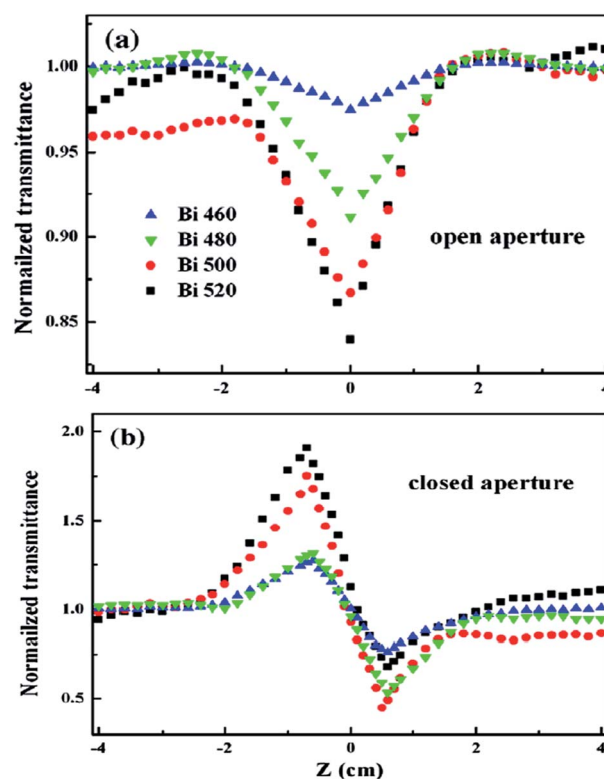 (a)
1.00
0.95
0.90
0.85
Normailzed transmittance
Bi 460
Bi 480
Bi 500
Bi 520
open aperture
-4
-2
0
2
4
(b)
2.0
1.5
1.0
0.5
Normalized transmittance
closed aperture
-4
-2
0
2
4
Z (cm)